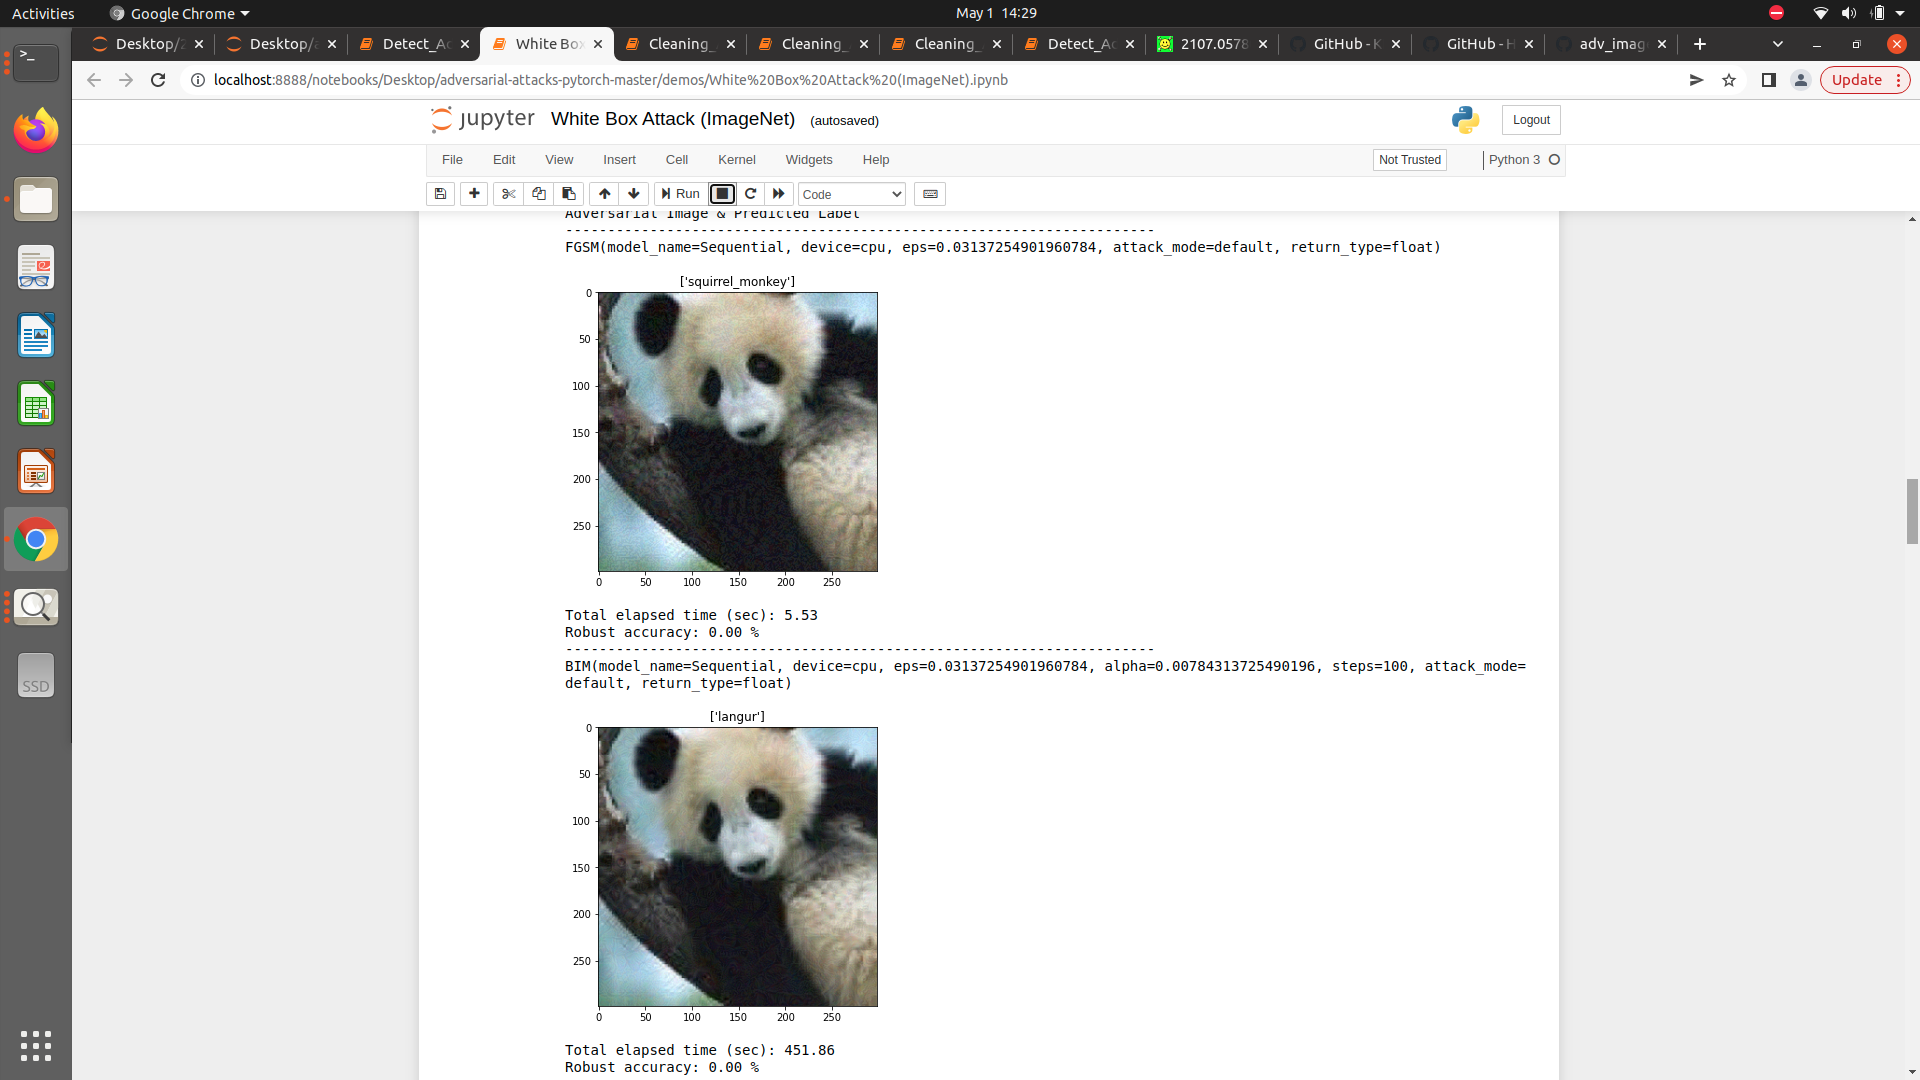 Activities Google Chrome May 1 14:29
Desktop/ Desktop/ Detect_Ac White Box Cleaning_ Cleaning_ Cleaning_ Detect_Ac 2107.0578 GitHub - K GitHub - H adv_imag
localhost:8888/notebooks/Desktop/adversarial-attacks-pytorch-master/demos/White%20Box%20Attack%20(ImageNet).ipynb Update
jupyter White Box Attack (ImageNet) (autosaved) Logout
File Edit View Insert Cell Kernel Widgets Help Not Trusted Python 3
Run Code
Adversarial Image & Predicted Label
----------------------------------------------------------------------
FGSM(model_name=Sequential, device=cpu, eps=0.03137254901960784, attack_mode=default, return_type=float)
['squirrel_monkey']
0
50
100
150
200
250
0 50 100 150 200 250
Total elapsed time (sec): 5.53
Robust accuracy: 0.00 %
----------------------------------------------------------------------
BIM(model_name=Sequential, device=cpu, eps=0.03137254901960784, alpha=0.00784313725490196, steps=100, attack_mode=
default, return_type=float)
['langur']
0
50
100
150
200
250
0 50 100 150 200 250
Total elapsed time (sec): 451.86
Robust accuracy: 0.00 %
SSD